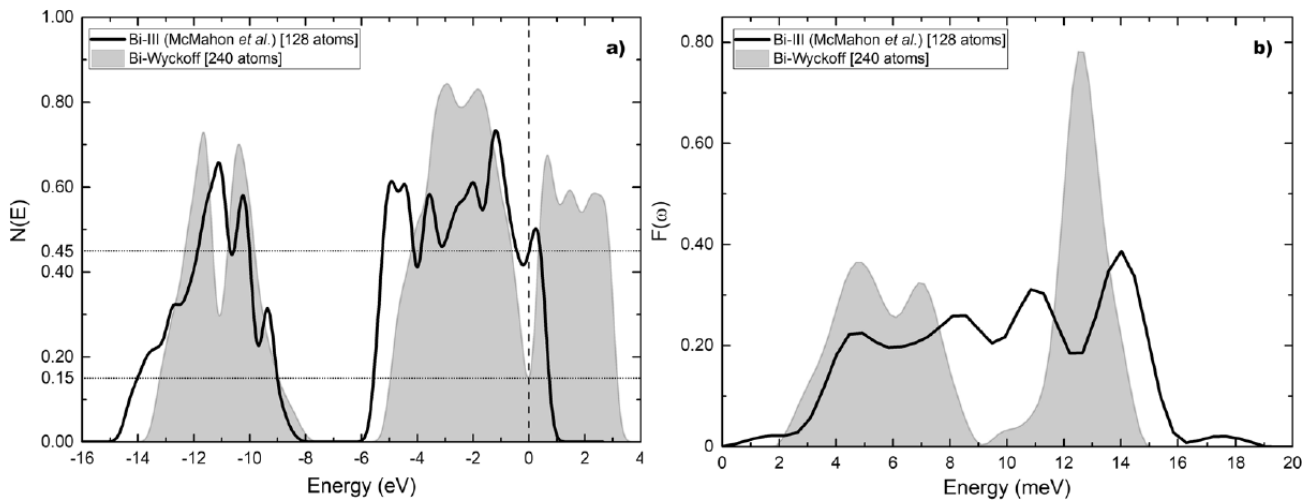 1.00
0.80
0.60
0.45
0.40
0.20
0.15
0.00
N(E)
Bi-III (McMahon et al.) [128 atoms]
Bi-Wyckoff [240 atoms]
a)
-16 -14 -12 -10 -8 -6 -4 -2 0 2 4
Energy (eV)
0.80
0.60
0.40
0.20
0
F(ω)
Bi-III (McMahon et al.) [128 atoms]
Bi-Wyckoff [240 atoms]
b)
0 2 4 6 8 10 12 14 16 18 20
Energy (meV)